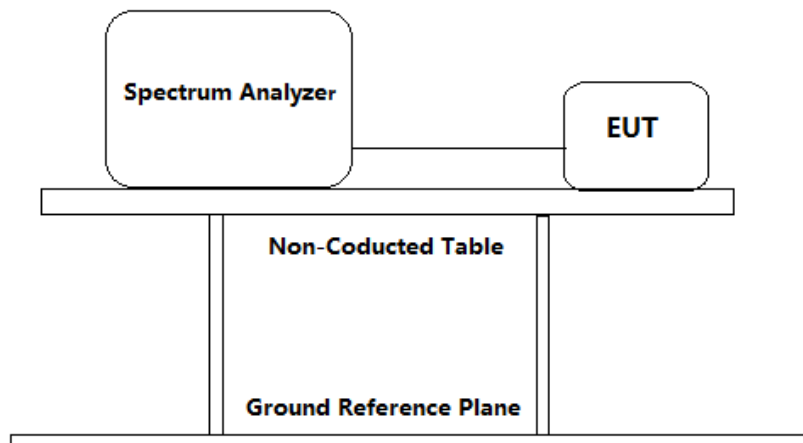 Spectrum Analyzer
EUT
Non-Coducted Table
Ground Reference Plane